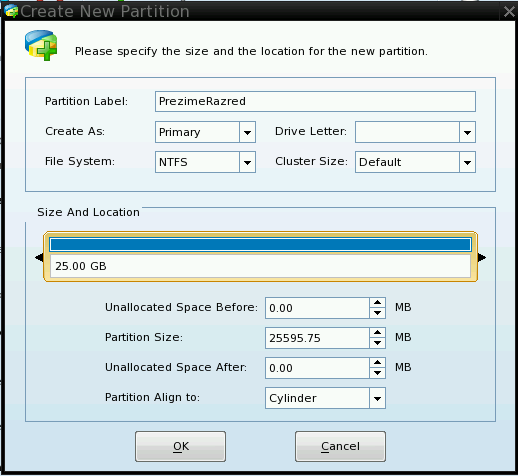 Create New Partition
Please specify the size and the location for the new partition.
Partition Label: PrezimeRazred
Create As: Primary Drive Letter:
File System: NTFS Cluster Size: Default
Size And Location
25.00 GB
Unallocated Space Before: 0.00 MB
Partition Size: 25595.75 MB
Unallocated Space After: 0.00 MB
Partition Align to: Cylinder
OK Cancel